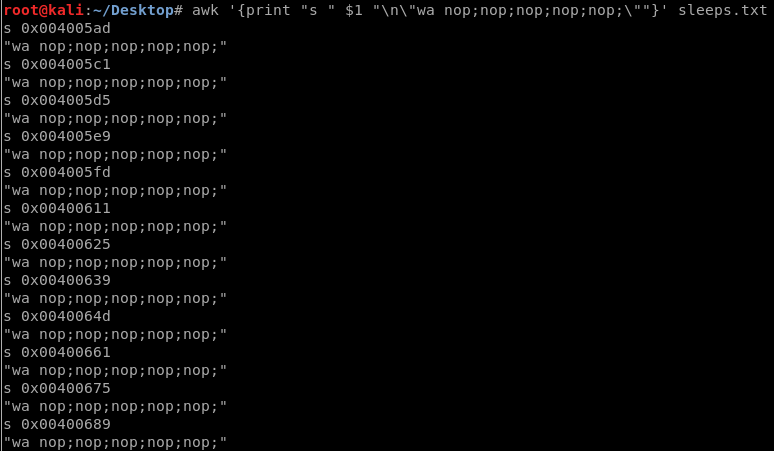 root@kali:~/Desktop# awk '{print "s " $1 "\n\"wa nop;nop;nop;nop;nop;\""}' sleeps.txt
s 0x004005ad
"wa nop;nop;nop;nop;nop;"
s 0x004005c1
"wa nop;nop;nop;nop;nop;"
s 0x004005d5
"wa nop;nop;nop;nop;nop;"
s 0x004005e9
"wa nop;nop;nop;nop;nop;"
s 0x004005fd
"wa nop;nop;nop;nop;nop;"
s 0x00400611
"wa nop;nop;nop;nop;nop;"
s 0x00400625
"wa nop;nop;nop;nop;nop;"
s 0x00400639
"wa nop;nop;nop;nop;nop;"
s 0x0040064d
"wa nop;nop;nop;nop;nop;"
s 0x00400661
"wa nop;nop;nop;nop;nop;"
s 0x00400675
"wa nop;nop;nop;nop;nop;"
s 0x00400689
"wa nop;nop;nop;nop;nop;"